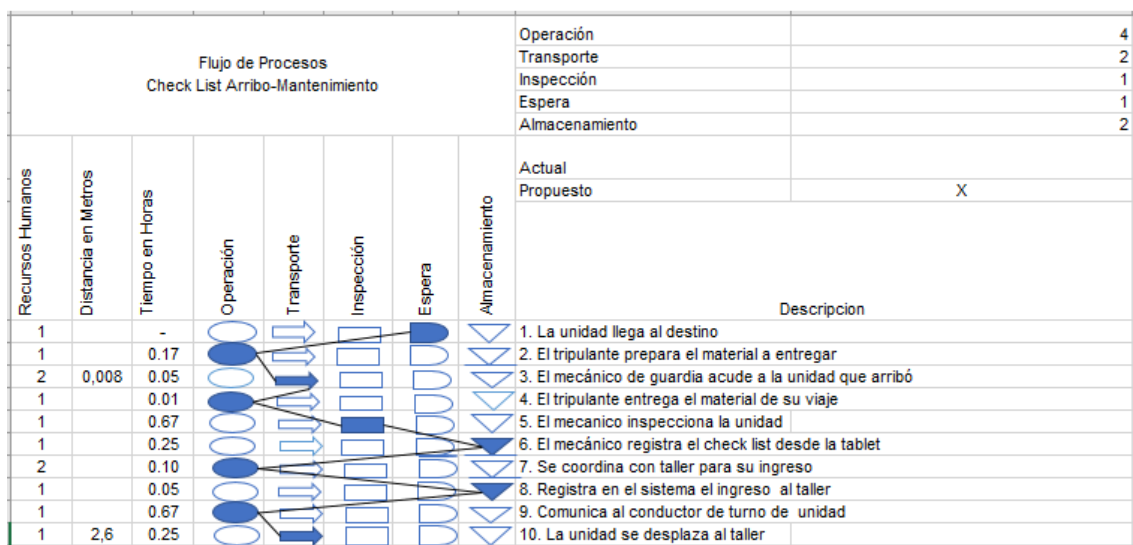 Flujo de Procesos
Check List Arribo-Mantenimiento
Operación 4
Transporte 2
Inspección 1
Espera 1
Almacenamiento 2
Actual
Propuesto X
Recursos Humanos
Distancia en Metros
Tiempo en Horas
Operación
Transporte
Inspección
Espera
Almacenamiento
Descripcion
1 - 1. La unidad llega al destino
1 0.17 2. El tripulante prepara el material a entregar
2 0,008 0.05 3. El mecánico de guardia acude a la unidad que arribó
1 0.01 4. El tripulante entrega el material de su viaje
1 0.67 5. El mecanico inspecciona la unidad
1 0.25 6. El mecánico registra el check list desde la tablet
2 0.10 7. Se coordina con taller para su ingreso
1 0.05 8. Registra en el sistema el ingreso al taller
1 0.67 9. Comunica al conductor de turno de unidad
1 2,6 0.25 10. La unidad se desplaza al taller